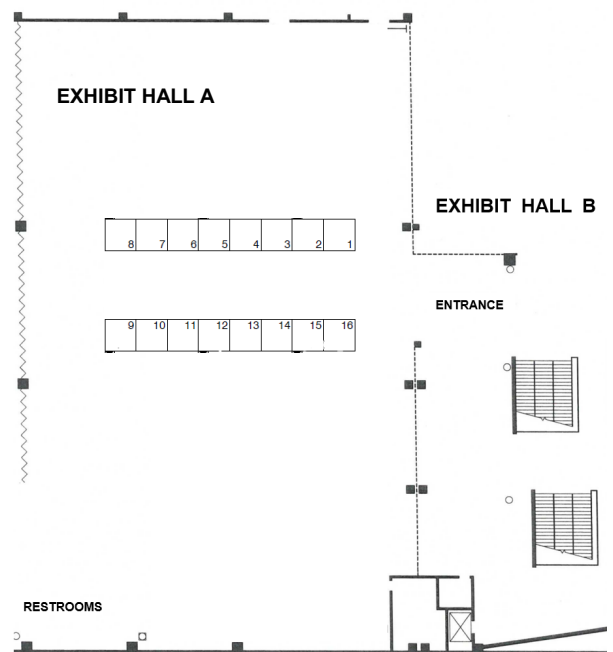 EXHIBIT HALL A
EXHIBIT HALL B
8 7 6 5 4 3 2 1
ENTRANCE
9 10 11 12 13 14 15 16
RESTROOMS